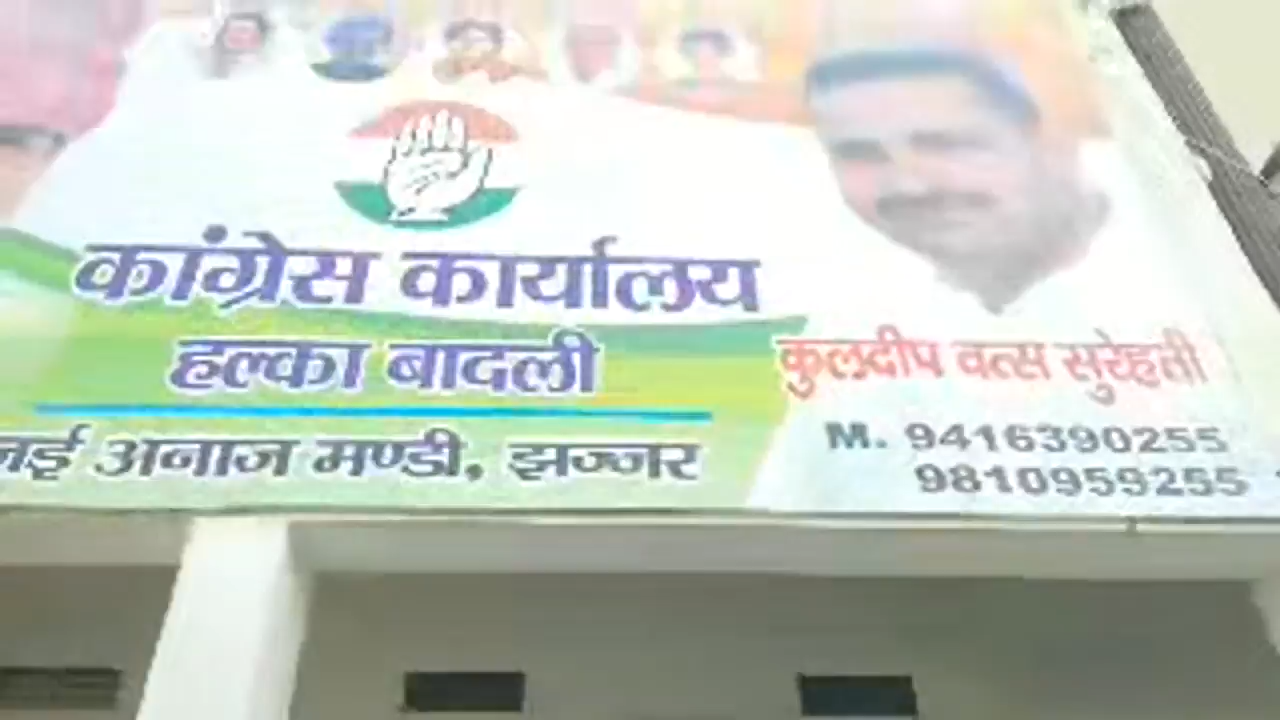 कांग्रेस कार्यालय
हल्का बादली
नई अनाज मण्डी, झज्जर
कुलदीप वत्स सुरेहती
M. 9416390255
9810959255